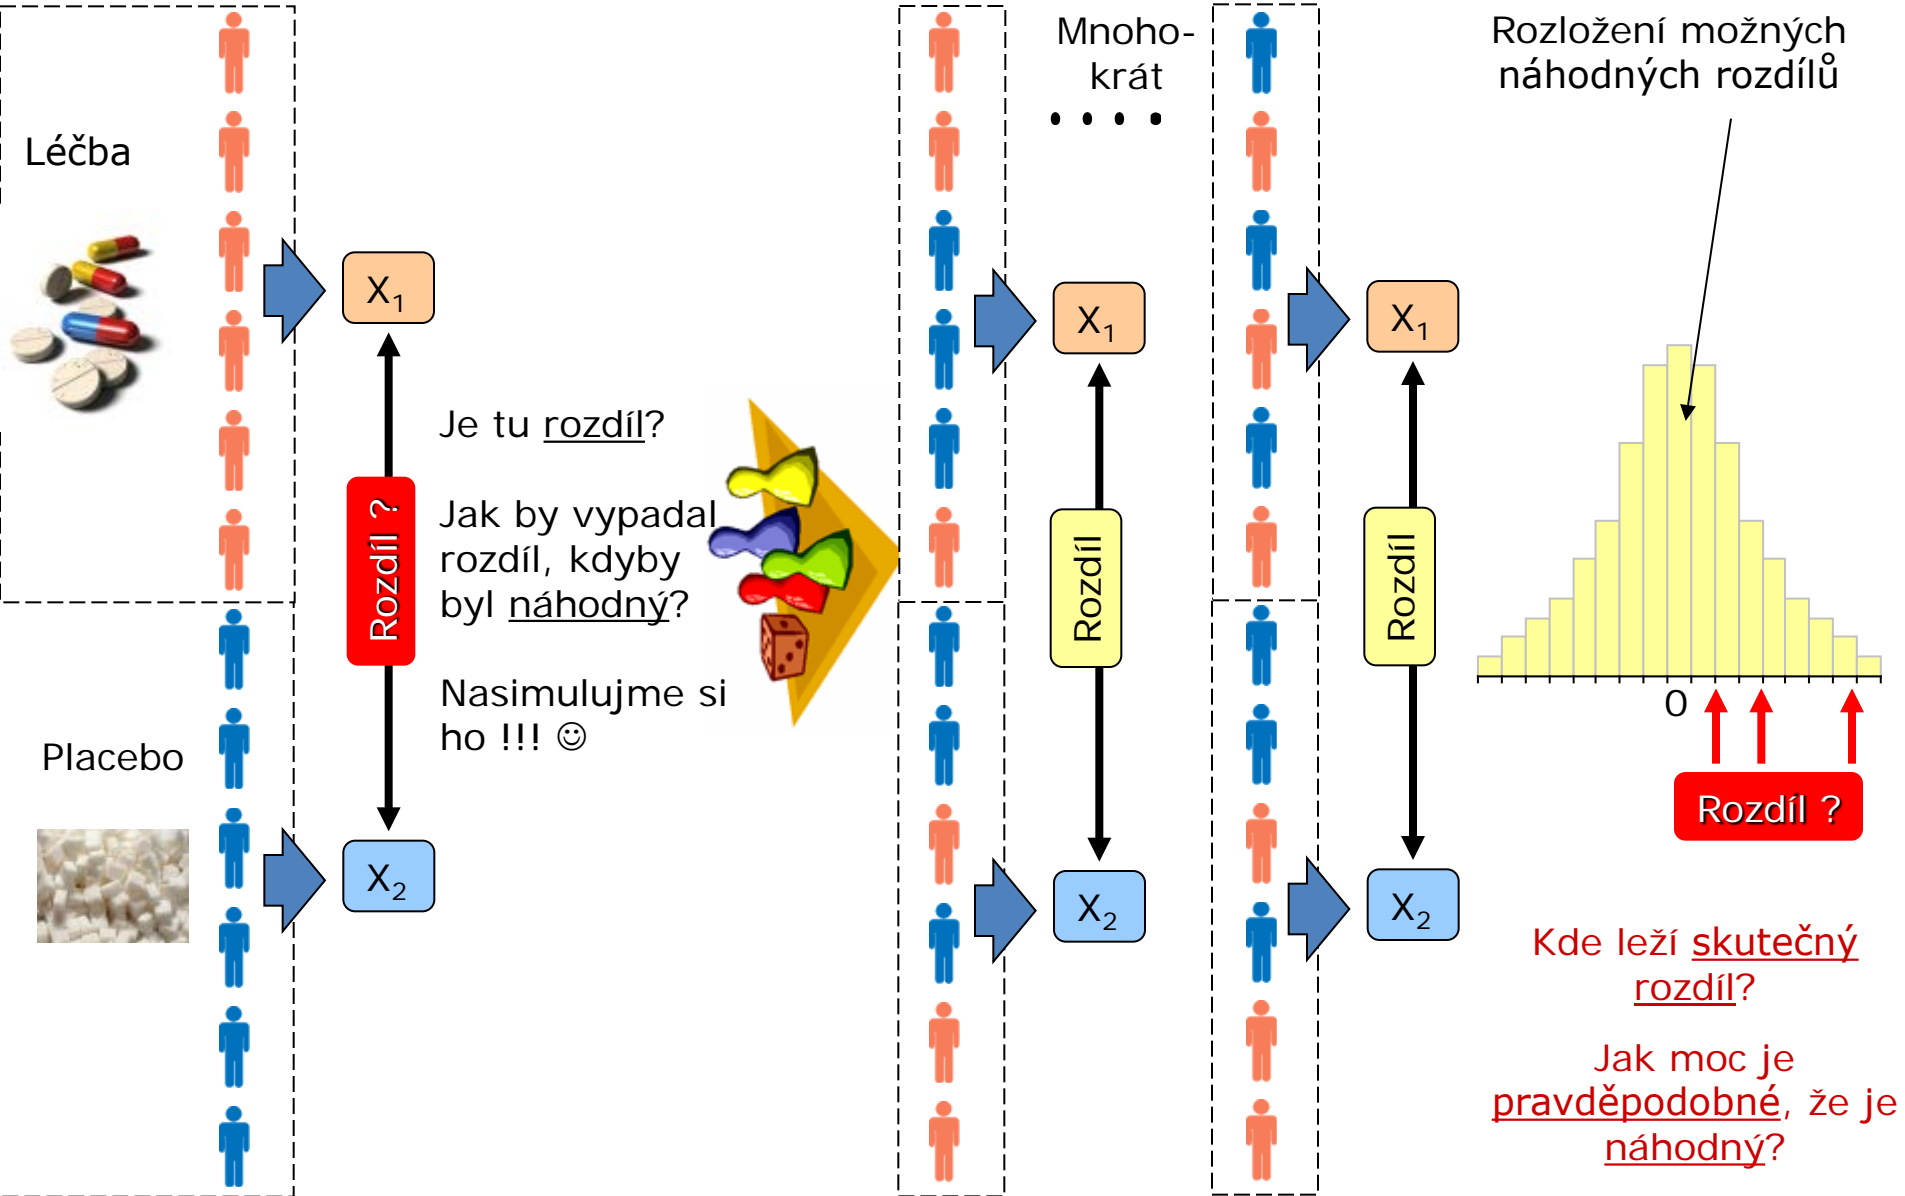 Léčba
Placebo
X1
Rozdíl ?
X2
Je tu rozdíl?
Jak by vypadal
rozdíl, kdyby
byl náhodný?
Nasimulujme si
ho !!! ☺
X1
Rozdíl
X2
Mnoho-
krát
. . . .
X1
Rozdíl
X2
Rozložení možných
náhodných rozdílů
0
Rozdíl ?
Kde leží skutečný
rozdíl?
Jak moc je
pravděpodobné, že je
náhodný?